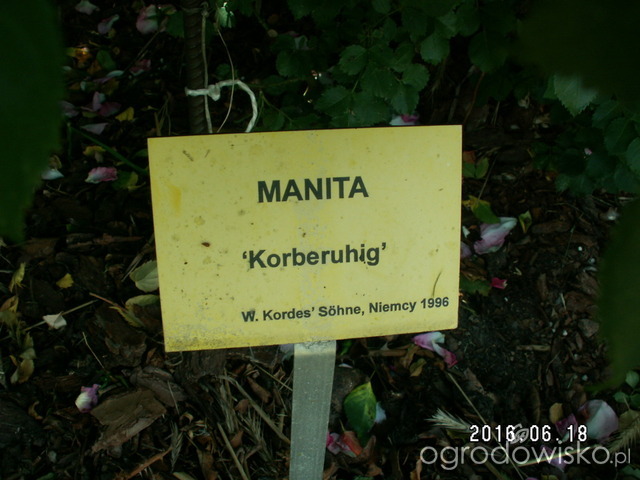 MANITA
‘Korberuhig’
W. Kordes’ Söhne, Niemcy 1996
2016.06.18
ogrodowisko.pl